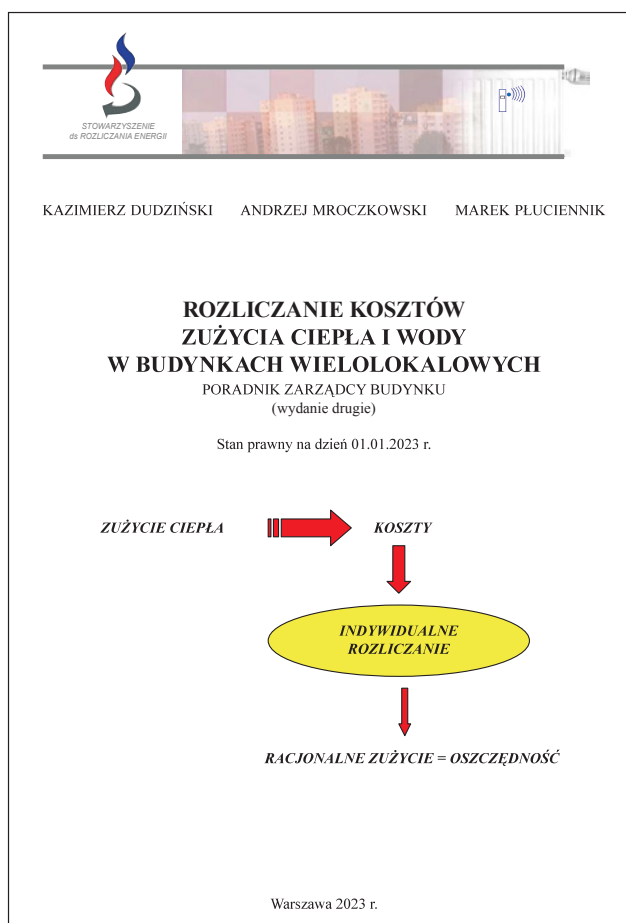 STOWARZYSZENIE
ds ROZLICZANIA ENERGII
KAZIMIERZ DUDZIŃSKI ANDRZEJ MROCZKOWSKI MAREK PŁUCIENNIK
ROZLICZANIE KOSZTÓW
ZUŻYCIA CIEPŁA I WODY
W BUDYNKACH WIELOLOKALOWYCH
PORADNIK ZARZĄDCY BUDYNKU
(wydanie drugie)
Stan prawny na dzień 01.01.2023 r.
ZUŻYCIE CIEPŁA KOSZTY
INDYWIDUALNE
ROZLICZANIE
RACJONALNE ZUŻYCIE = OSZCZĘDNOŚĆ
Warszawa 2023 r.